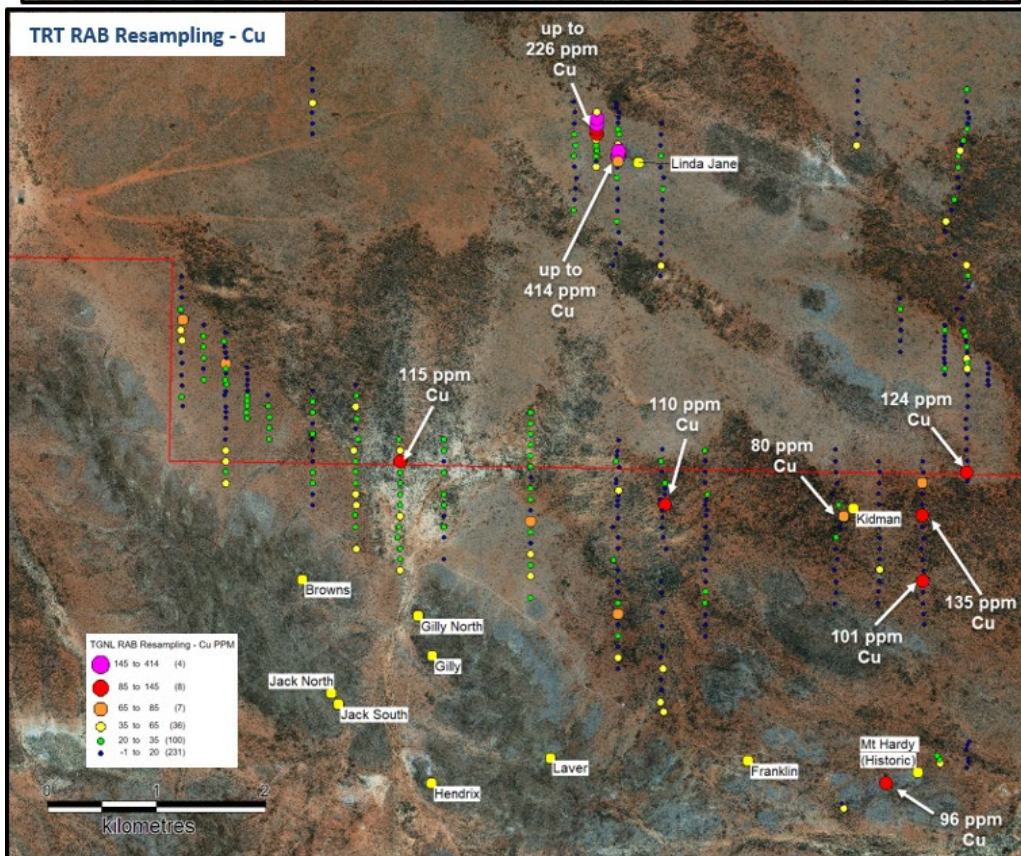 TRT RAB Resampling - Cu
up to
226 ppm
Cu
Linda Jane
up to
414 ppm
Cu
115 ppm
Cu
110 ppm
Cu
124 ppm
Cu
80 ppm
Cu
Kidman
135 ppm
Cu
101 ppm
Cu
Browns
Gilly North
Gilly
Jack North
Jack South
Laver
Hendrix
Franklin
Mt Hardy
(Historic)
96 ppm
Cu
TGNL RAB Resampling - Cu PPM
145 to 414 (4)
85 to 145 (8)
65 to 85 (7)
35 to 65 (36)
20 to 35 (100)
-1 to 20 (231)
0 1 2
kilometres